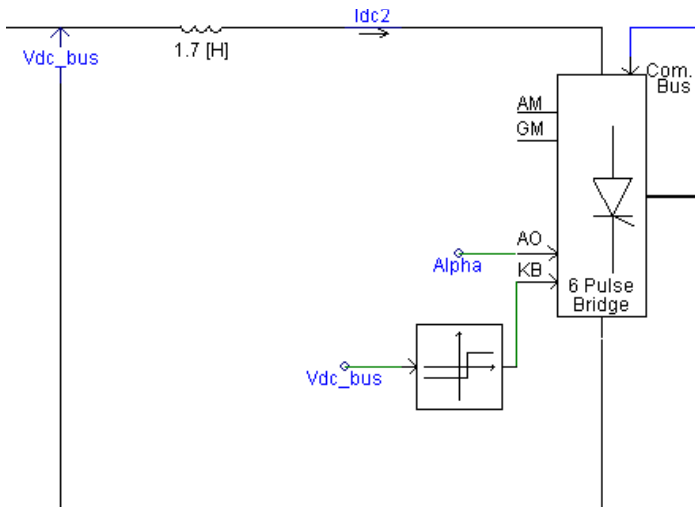 Idc2
Vdc_bus
1.7 [H]
Com.
Bus
AM
GM
AO
Alpha
KB
6 Pulse
Bridge
Vdc_bus